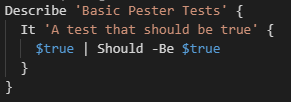 Describe 'Basic Pester Tests' {
  It 'A test that should be true' {
    $true | Should -Be $true
  }
}